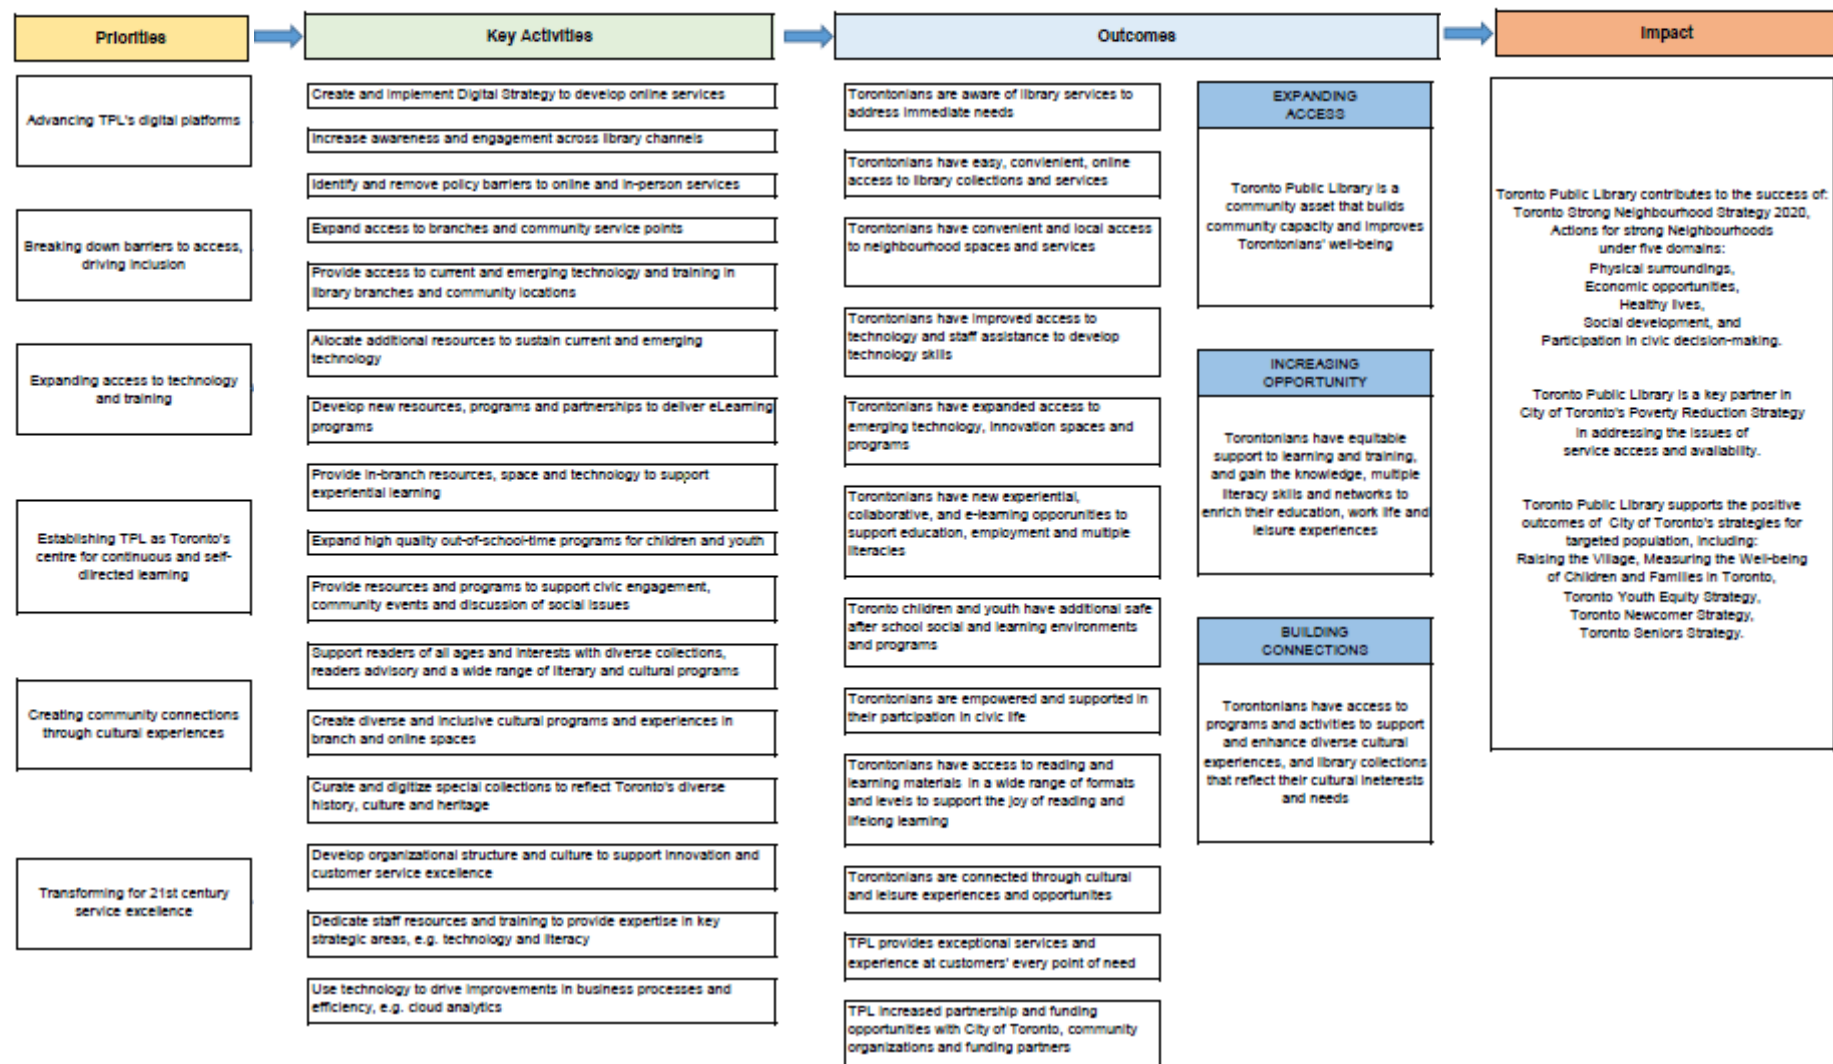 Priorities
Key Activities
Outcomes
Impact
Advancing TPL's digital platforms
Breaking down barriers to access,
driving inclusion
Expanding access to technology
and training
Establishing TPL as Toronto's
centre for continuous and self-
directed learning
Creating community connections
through cultural experiences
Transforming for 21st century
service excellence
Create and implement Digital Strategy to develop online services
Increase awareness and engagement across library channels
Identify and remove policy barriers to online and in-person services
Expand access to branches and community service points
Provide access to current and emerging technology and training in
library branches and community locations
Allocate additional resources to sustain current and emerging
technology
Develop new resources, programs and partnerships to deliver eLearning
programs
Provide in-branch resources, space and technology to support
experiential learning
Expand high quality out-of-school-time programs for children and youth
Provide resources and programs to support civic engagement,
community events and discussion of social issues
Support readers of all ages and interests with diverse collections,
readers advisory and a wide range of literary and cultural programs
Create diverse and inclusive cultural programs and experiences in
branch and online spaces
Curate and digitize special collections to reflect Toronto's diverse
history, culture and heritage
Develop organizational structure and culture to support innovation and
customer service excellence
Dedicate staff resources and training to provide expertise in key
strategic areas, e.g. technology and literacy
Use technology to drive improvements in business processes and
efficiency, e.g. cloud analytics
Torontonians are aware of library services to
address immediate needs
Torontonians have easy, convienient, online
access to library collections and services
Torontonians have convenient and local access
to neighbourhood spaces and services
Torontonians have improved access to
technology and staff assistance to develop
technology skills
Torontonians have expanded access to
emerging technology, innovation spaces and
programs
Torontonians have new experiential,
collaborative, and e-learning opporunities to
support education, employment and multiple
literacies
Toronto children and youth have additional safe
after school social and learning environments
and programs
Torontonians are empowered and supported in
their partcipation in civic life
Torontonians have access to reading and
learning materials in a wide range of formats
and levels to support the joy of reading and
lifelong learning
Torontonians are connected through cultural
and leisure experiences and opportunites
TPL provides exceptional services and
experience at customers' every point of need
TPL increased partnership and funding
opportunities with City of Toronto, community
organizations and funding partners
EXPANDING
ACCESS
Toronto Public Library is a
community asset that builds
community capacity and improves
Torontonians' well-being
INCREASING
OPPORTUNITY
Torontonians have equitable
support to learning and training,
and gain the knowledge, multiple
literacy skills and networks to
enrich their education, work life and
leisure experiences
BUILDING
CONNECTIONS
Torontonians have access to
programs and activities to support
and enhance diverse cultural
experiences, and library collections
that reflect their cultural ineterests
and needs
Toronto Public Library contributes to the success of:
Toronto Strong Neighbourhood Strategy 2020,
Actions for strong Neighbourhoods
under five domains:
Physical surroundings,
Economic opportunities,
Healthy lives,
Social development, and
Participation in civic decision-making.
Toronto Public Library is a key partner in
City of Toronto's Poverty Reduction Strategy
in addressing the issues of
service access and availability.
Toronto Public Library supports the positive
outcomes of City of Toronto's strategies for
targeted population, including:
Raising the Village, Measuring the Well-being
of Children and Families in Toronto,
Toronto Youth Equity Strategy,
Toronto Newcomer Strategy,
Toronto Seniors Strategy.